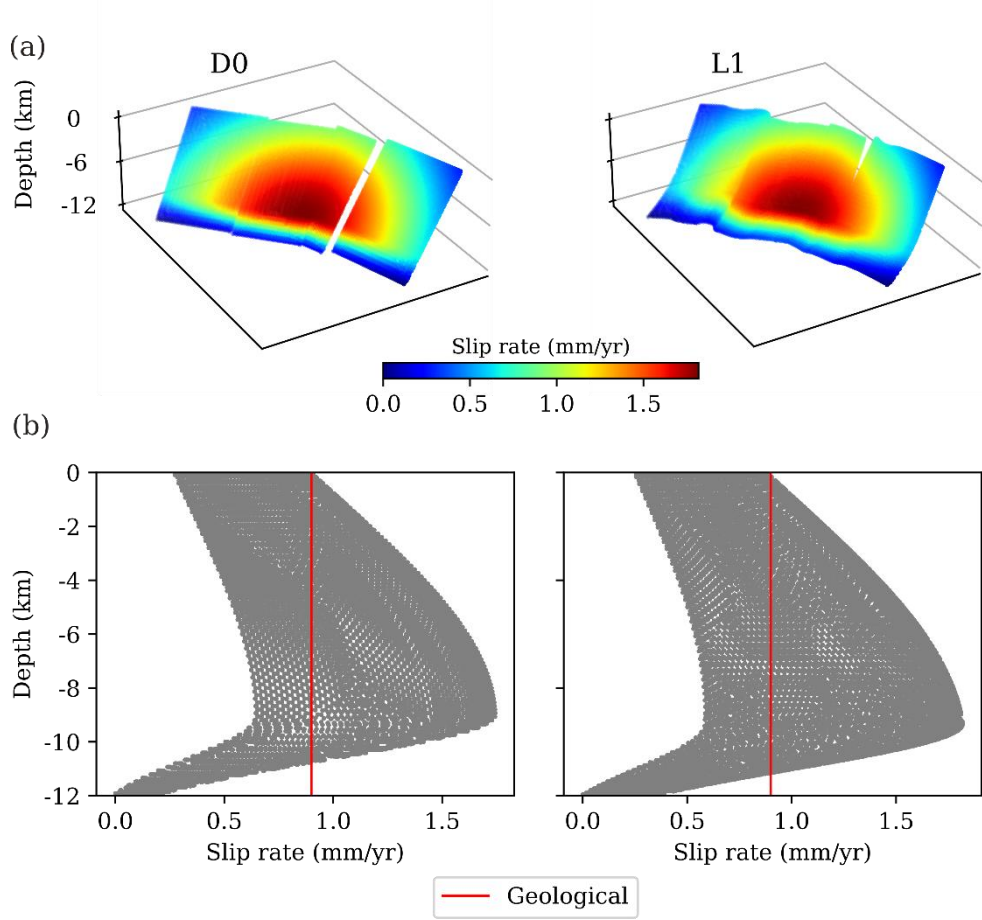 (a)
D0
L1
Depth (km)
0
-6
-12
Slip rate (mm/yr)
0.0 0.5 1.0 1.5
(b)
Depth (km)
0
-2
-4
-6
-8
-10
-12
0.0 0.5 1.0 1.5
0.0 0.5 1.0 1.5
Slip rate (mm/yr)
Slip rate (mm/yr)
Geological